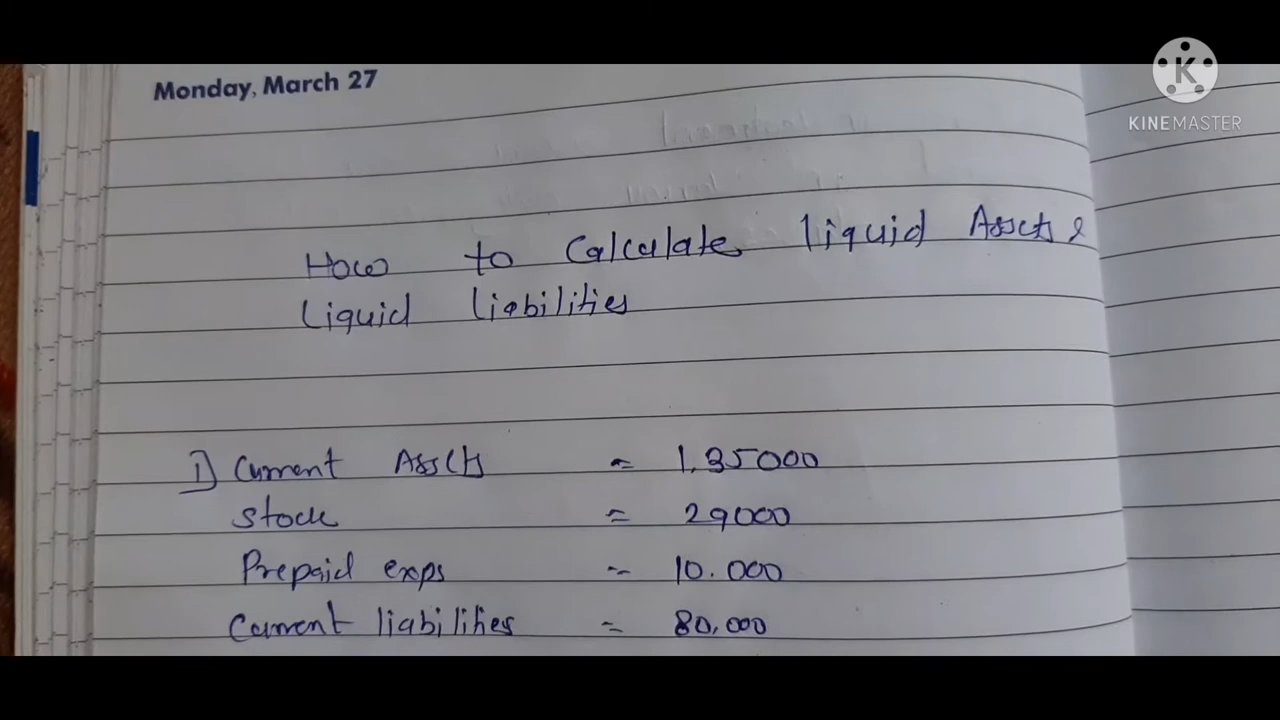 KINEMASTER
Monday, March 27
How to Calculate liquid Assets &
Liquid liabilities
1) Current Assets = 1,35000
Stock = 29000
Prepaid exps = 10.000
Current liabilities = 80,000